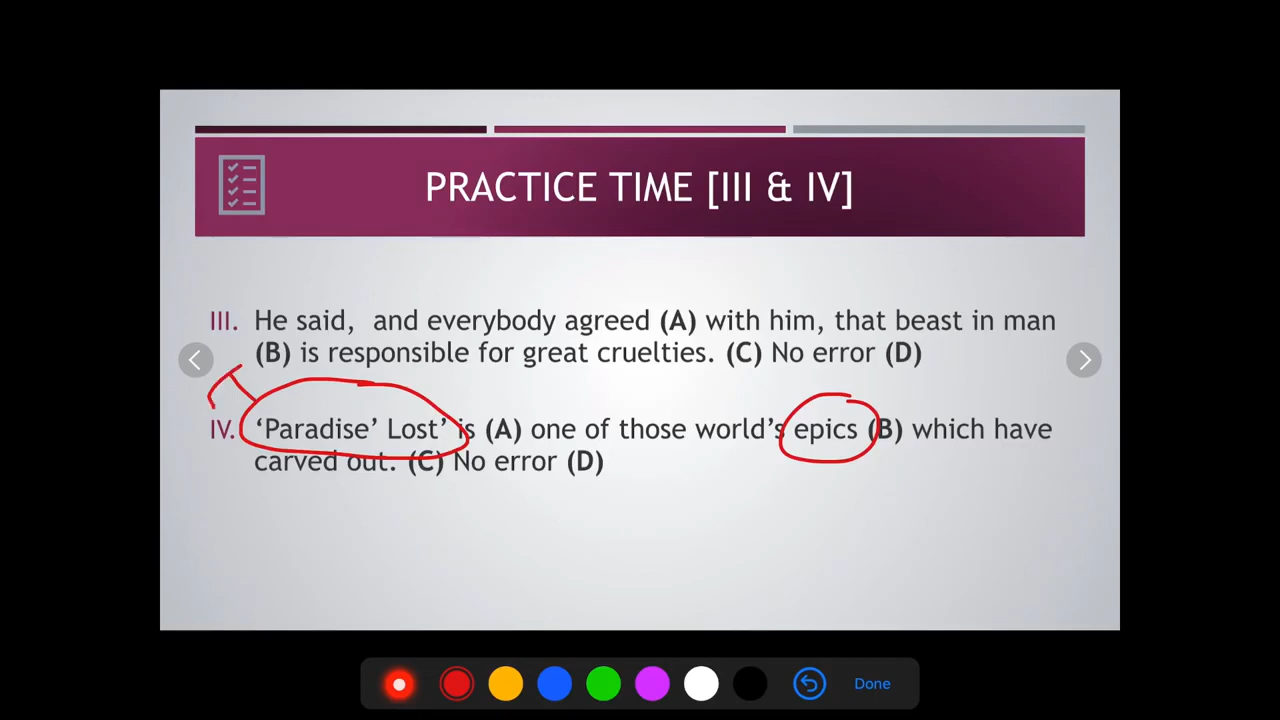 PRACTICE TIME [III & IV]
III. He said,  and everybody agreed (A) with him, that beast in man
(B) is responsible for great cruelties. (C) No error (D)
IV. ‘Paradise’ Lost’ is (A) one of those world’s epics (B) which have
carved out. (C) No error (D)
Done